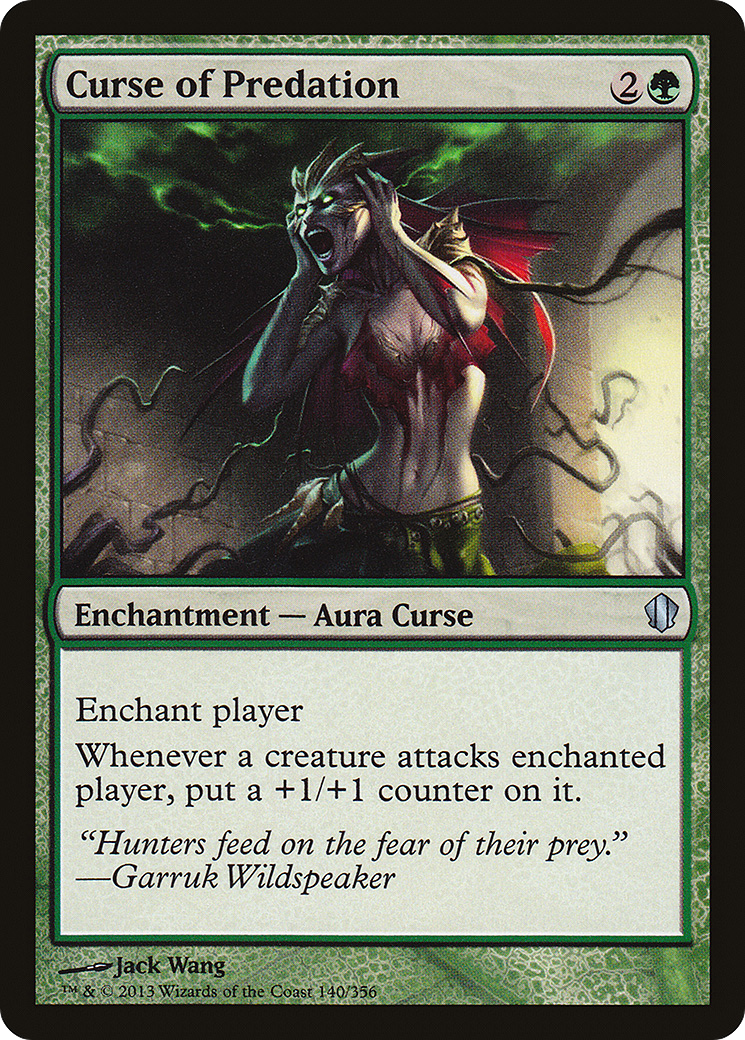 Curse of Predation 2
Enchantment — Aura Curse
Enchant player
Whenever a creature attacks enchanted
player, put a +1/+1 counter on it.
“Hunters feed on the fear of their prey.”
—Garruk Wildspeaker
Jack Wang
™ & © 2013 Wizards of the Coast 140/356